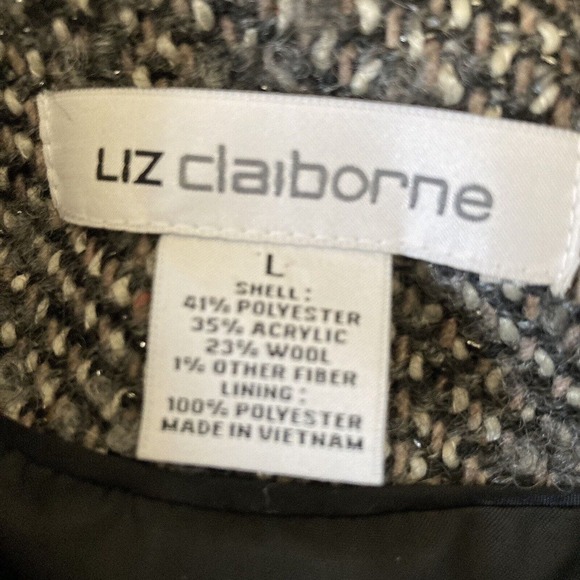 LIZ claiborne
L
SHELL:
41% POLYESTER
35% ACRYLIC
23% WOOL
1% OTHER FIBER
LINING:
100% POLYESTER
MADE IN VIETNAM